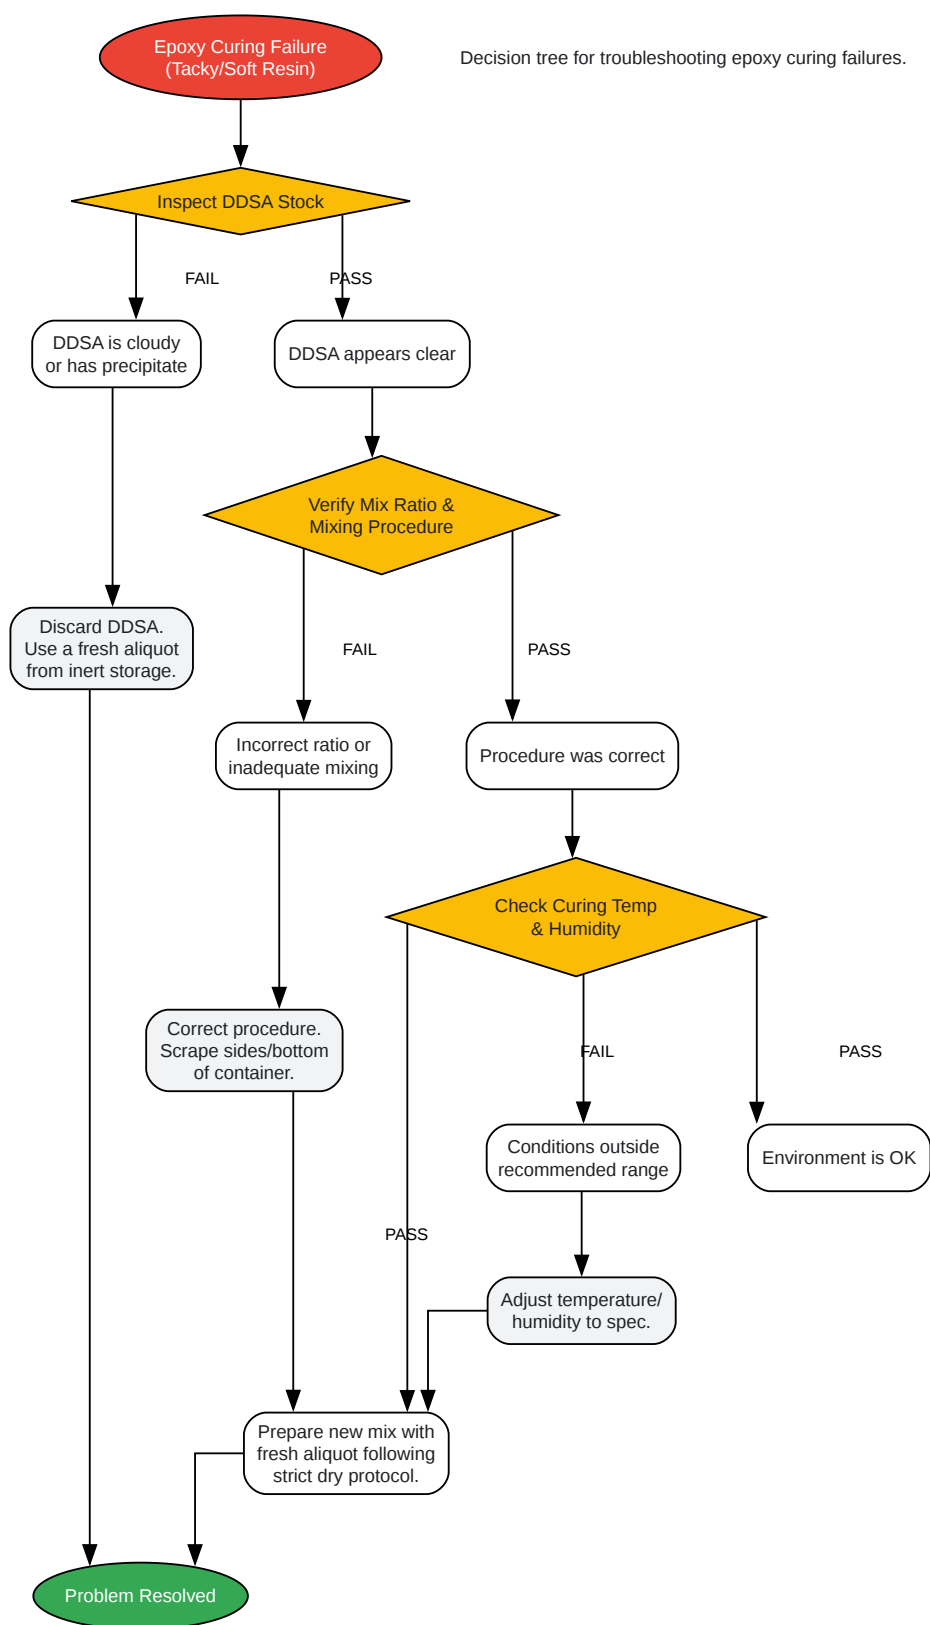 Epoxy Curing Failure
(Tacky/Soft Resin)
Decision tree for troubleshooting epoxy curing failures.
Inspect DDSA Stock
FAIL
PASS
DDSA is cloudy
or has precipitate
DDSA appears clear
Verify Mix Ratio &
Mixing Procedure
Discard DDSA.
Use a fresh aliquot
from inert storage.
FAIL
PASS
Incorrect ratio or
inadequate mixing
Procedure was correct
Check Curing Temp
& Humidity
Correct procedure.
Scrape sides/bottom
of container.
FAIL
PASS
Conditions outside
recommended range
Environment is OK
PASS
Adjust temperature/
humidity to spec.
Prepare new mix with
fresh aliquot following
strict dry protocol.
Problem Resolved